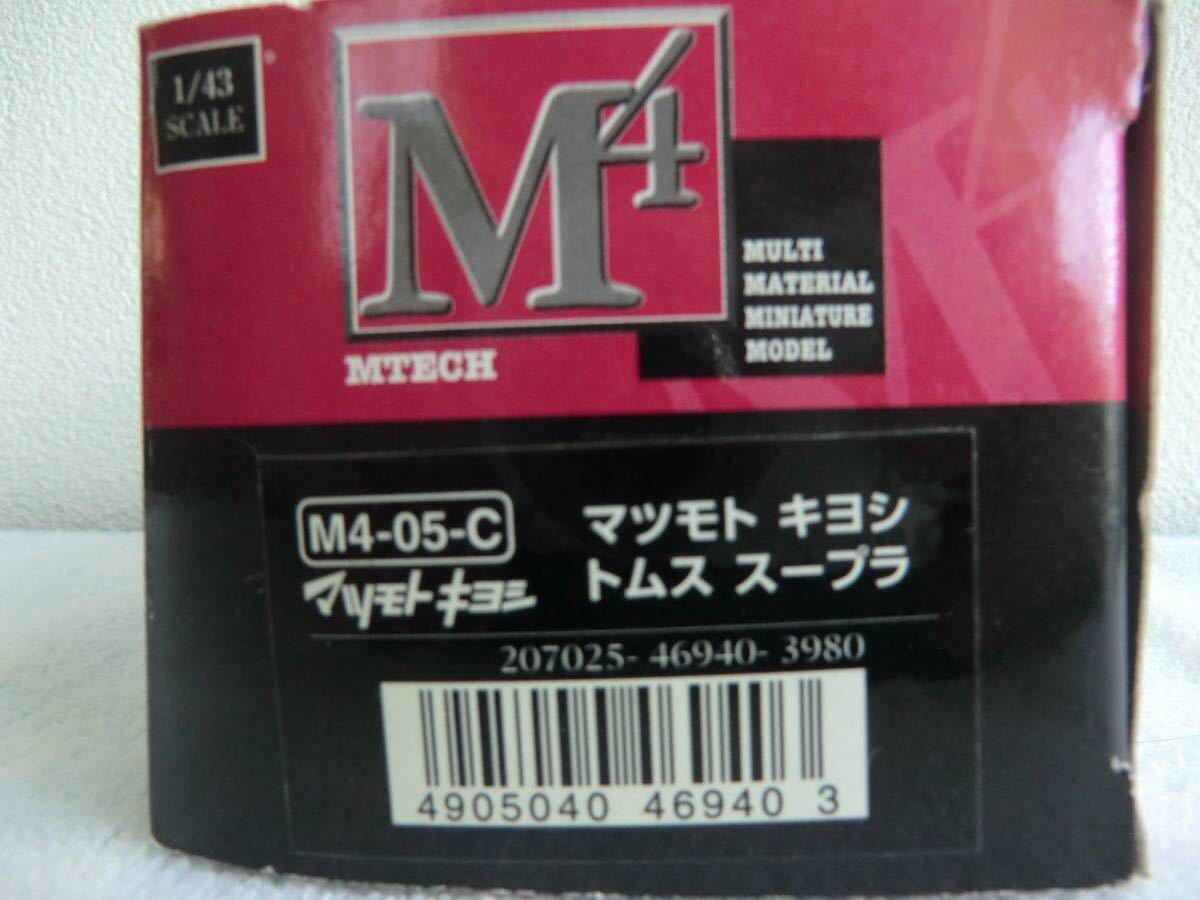 1/43
SCALE
M4
MULTI
MATERIAL
MINIATURE
MODEL
MTECH
M4-05-C
マツモトキヨシ
マツモト キヨシ
トムス スープラ
207025- 46940- 3980
4905040 46940 3